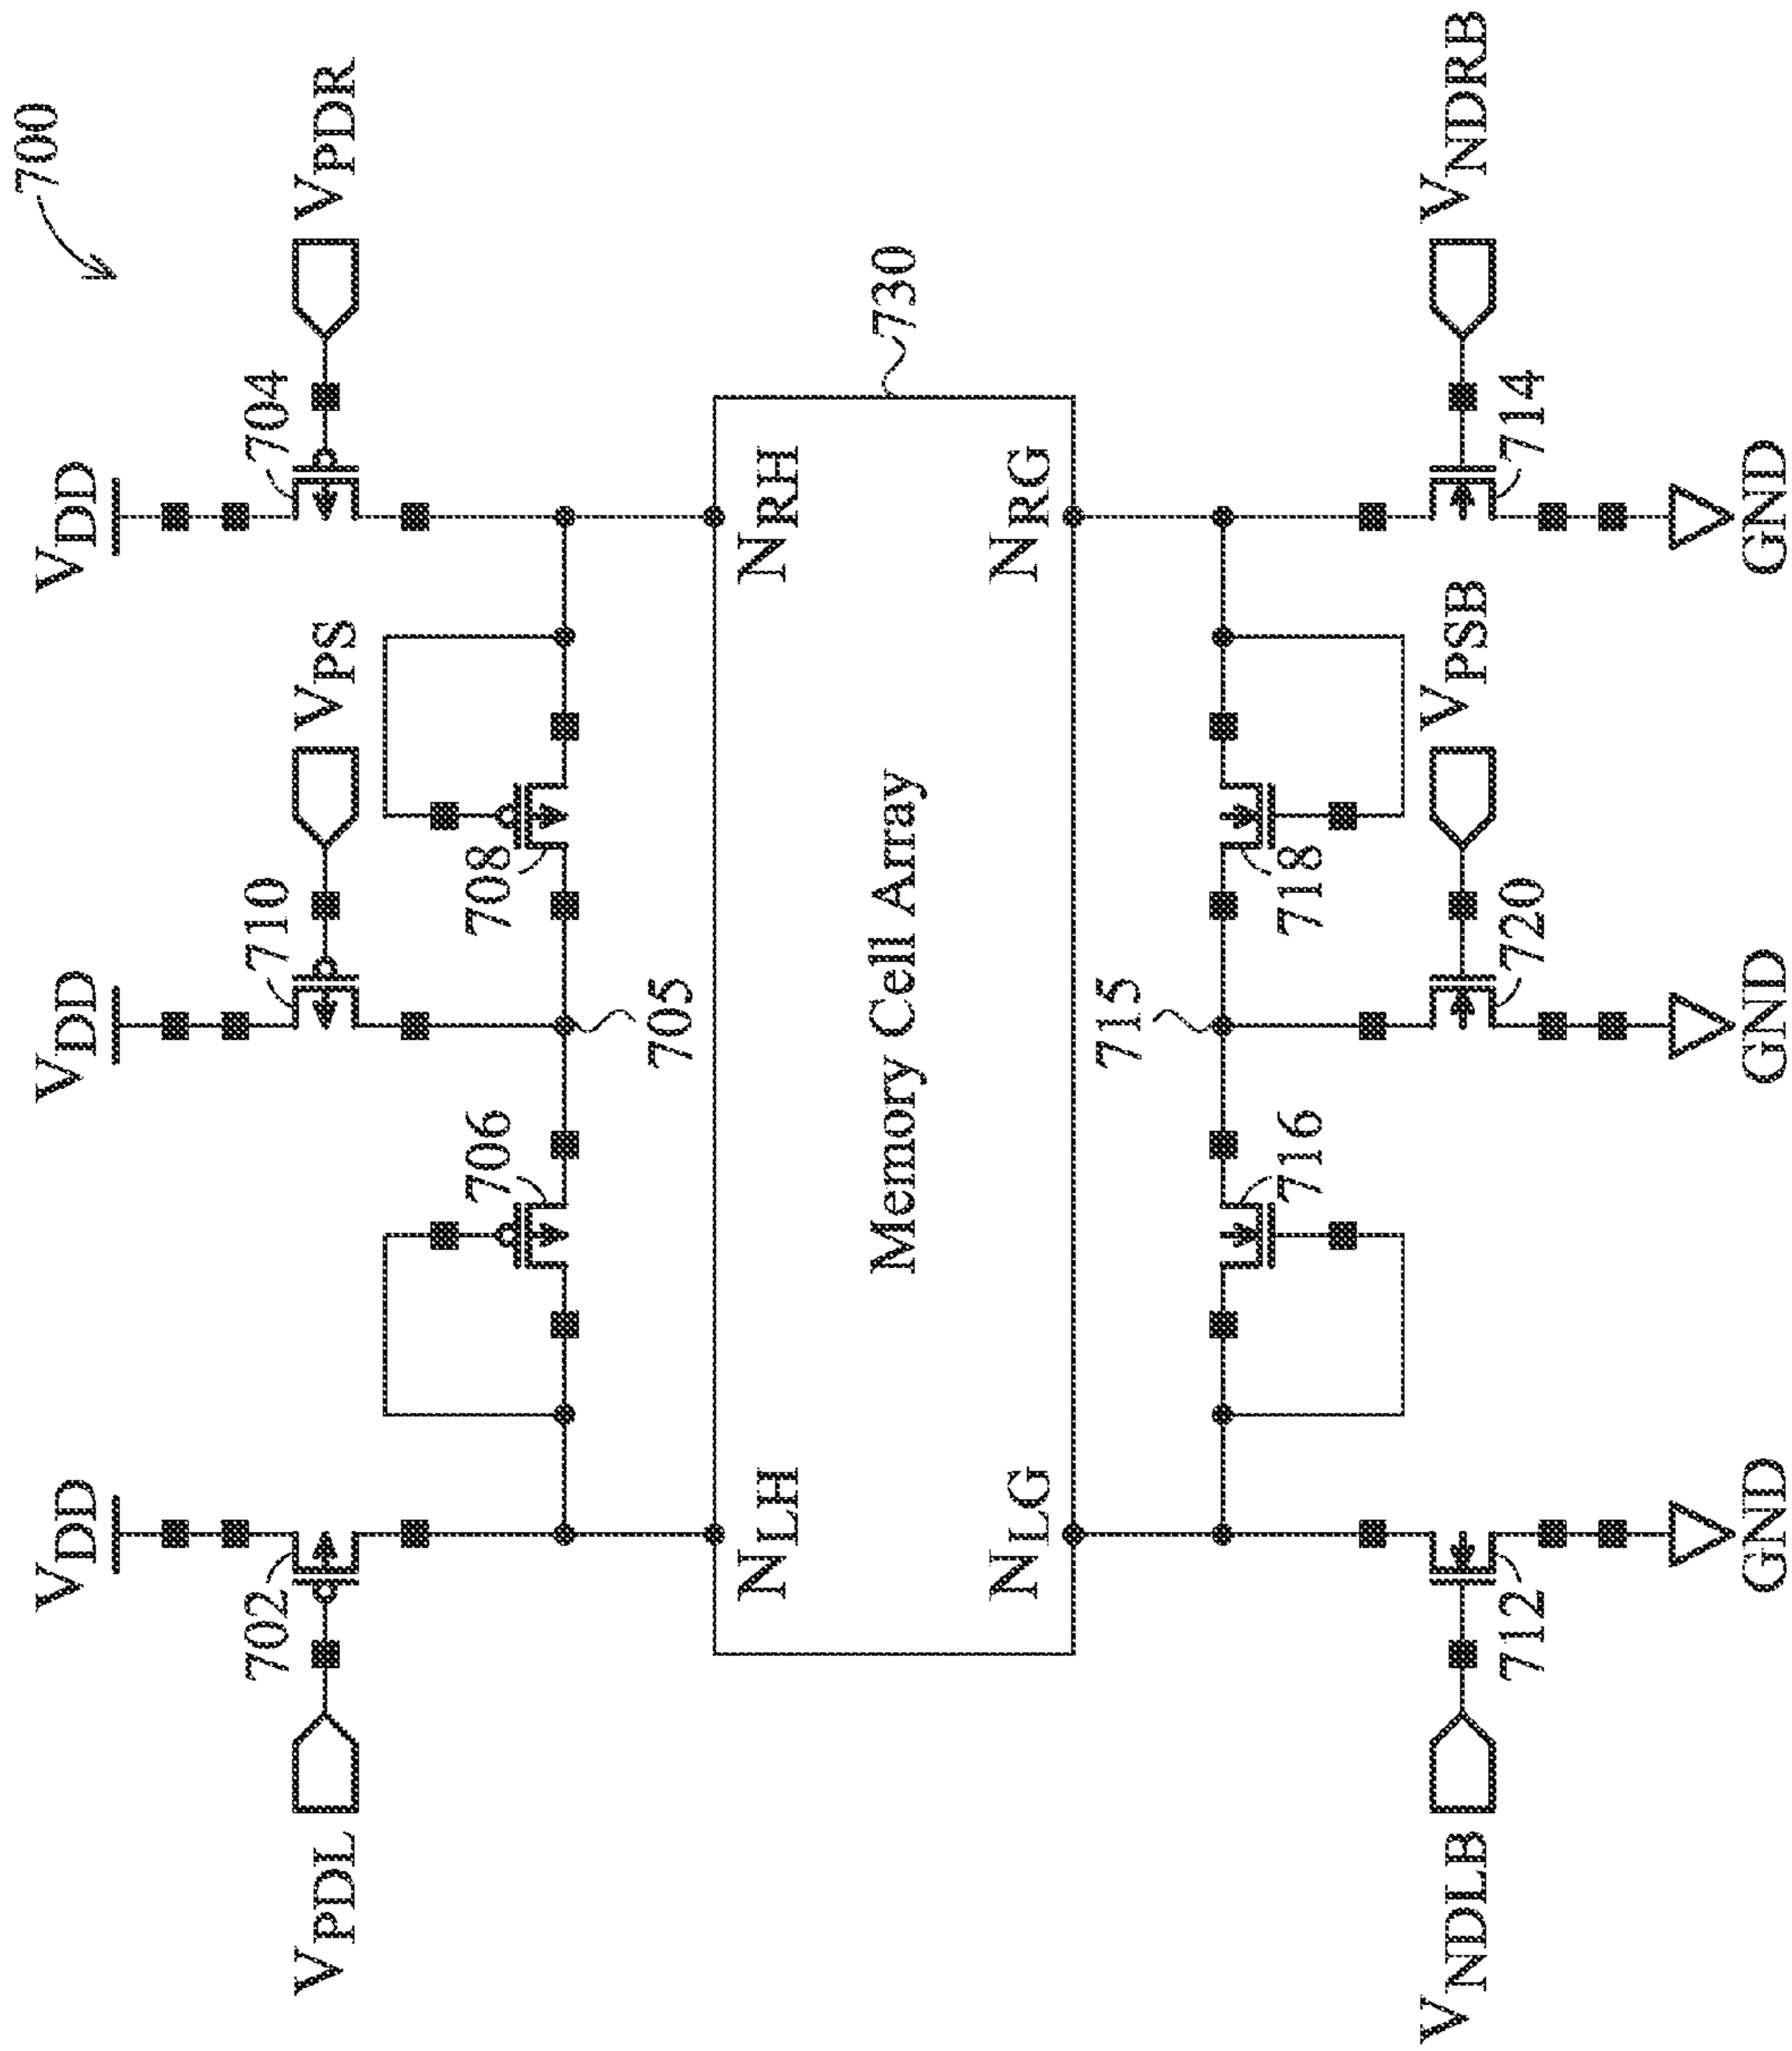 700
VDD
VDD
VDD
VPDL
702
710
VPS
704
VPDR
706
708
705
NLH
NRH
Memory Cell Array
730
NLG
NRG
715
716
718
VNDLB
712
720
VPSB
714
VNDRB
GND
GND
GND